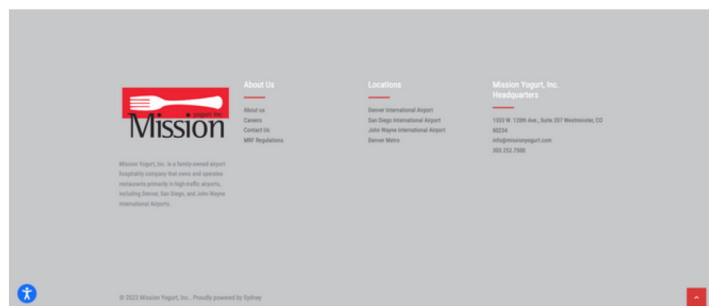 yogurt inc.
Mission
Mission Yogurt, Inc. is a family-owned airport
hospitality company that owns and operates
restaurants primarily in high-traffic airports,
including Denver, San Diego, and John Wayne
International Airports.
About Us
About us
Careers
Contact Us
MRF Regulations
Locations
Denver International Airport
San Diego International Airport
John Wayne International Airport
Denver Metro
Mission Yogurt, Inc.
Headquarters
1333 W. 120th Ave., Suite 207 Westminster, CO
80234
info@missionyogurt.com
303.252.7500
© 2023 Mission Yogurt, Inc.. Proudly powered by Sydney